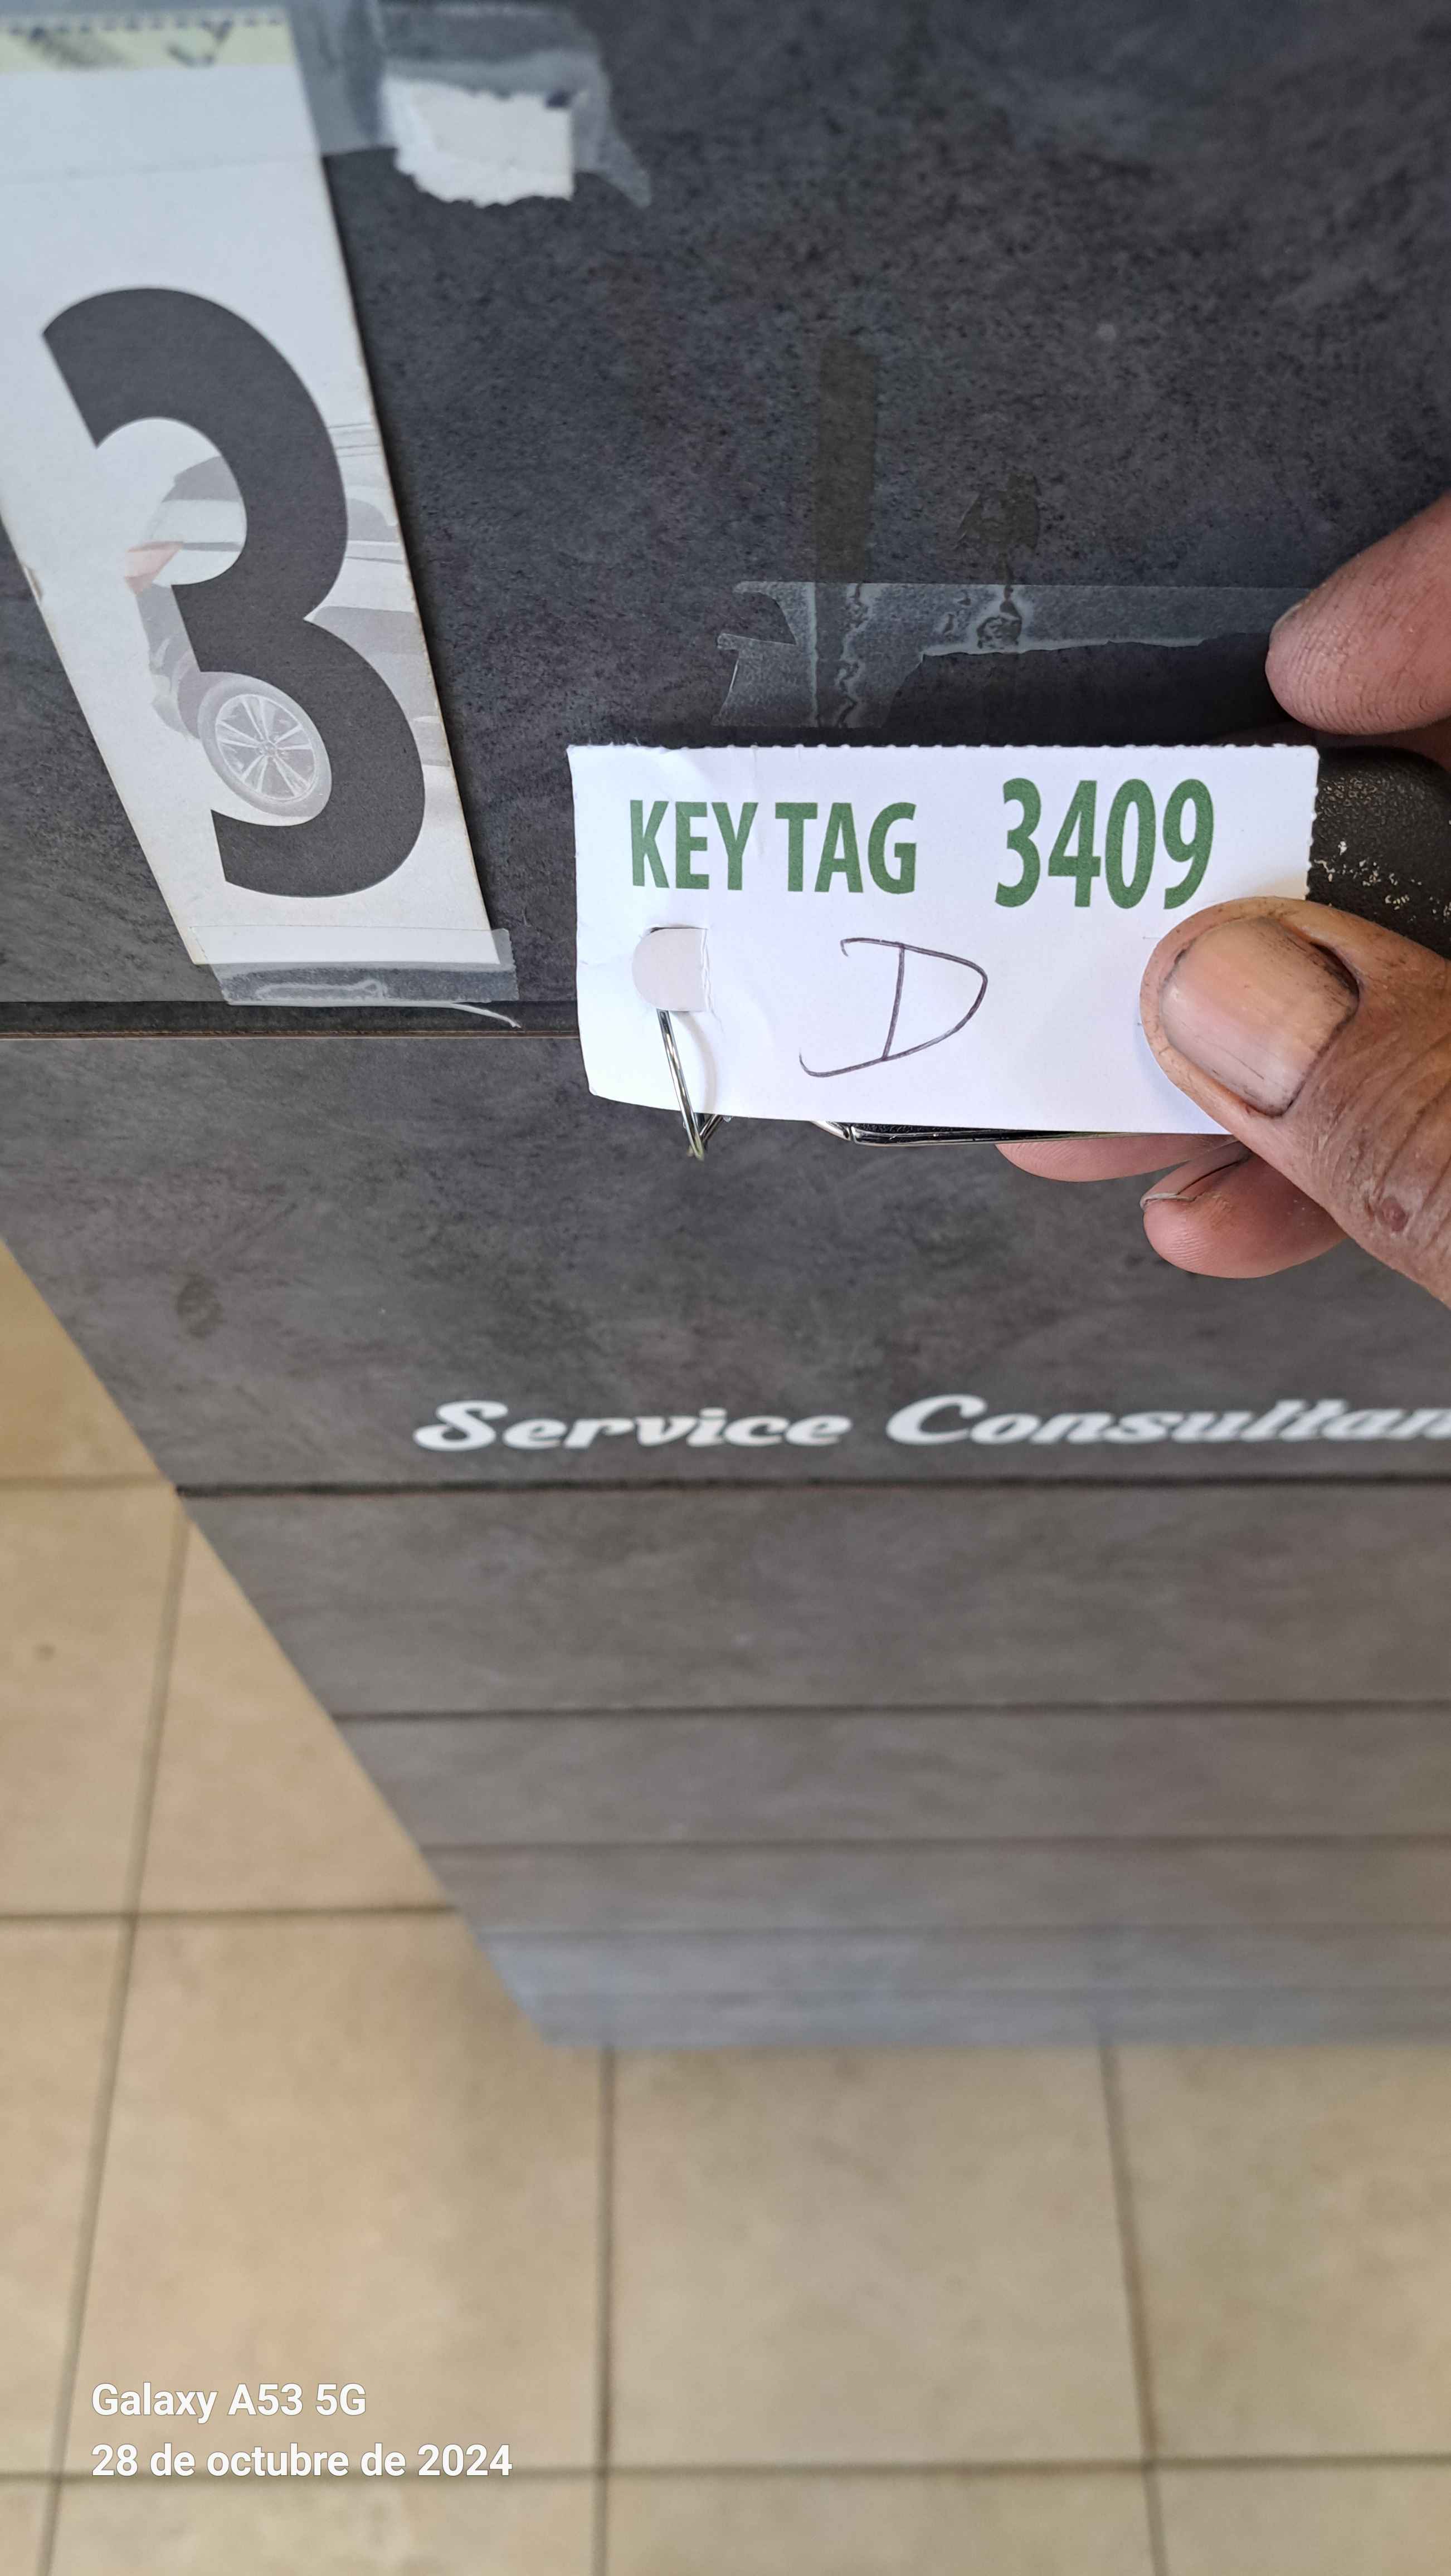 3
KEY TAG 3409
D
Service Consultan
Galaxy A53 5G
28 de octubre de 2024